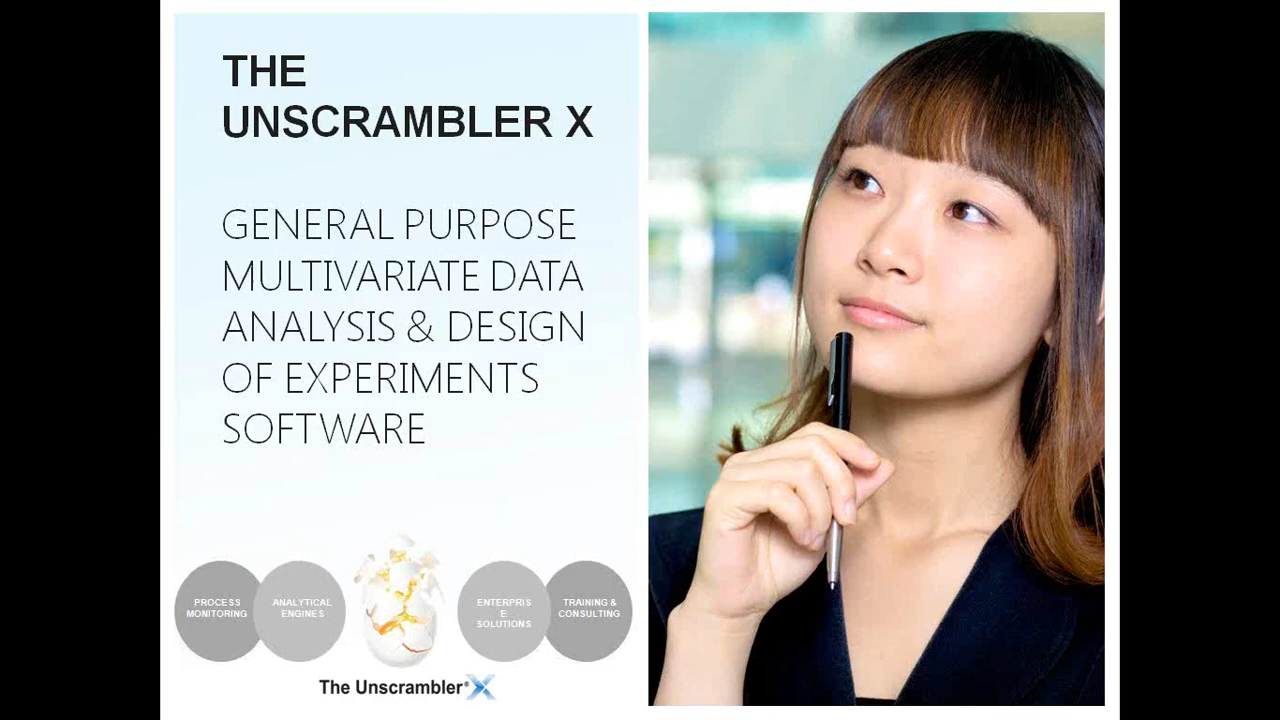 THE
UNSCRAMBLER X
GENERAL PURPOSE
MULTIVARIATE DATA
ANALYSIS & DESIGN
OF EXPERIMENTS
SOFTWARE
PROCESS
MONITORING
ANALYTICAL
ENGINES
ENTERPRIS
E
SOLUTIONS
TRAINING &
CONSULTING
The Unscrambler® X